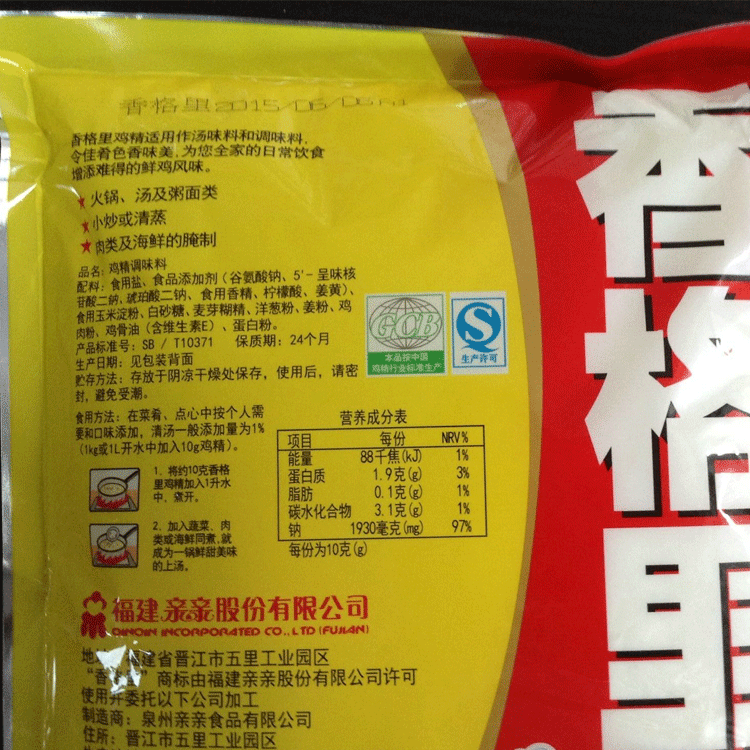 香格里2015/06/06A1
香格里鸡精适用作汤味料和调味料,
令佳肴色香味美,为您全家的日常饮食
增添难得的鲜鸡风味。
火锅、汤及粥面类
小炒或清蒸
肉类及海鲜的腌制
品名: 鸡精调味料
配料: 食用盐、食品添加剂 (谷氨酸钠、5'-呈味核
苷酸二钠、琥珀酸二钠、食用香精、柠檬酸、姜黄)、
食用玉米淀粉、白砂糖、麦芽糊精、洋葱粉、姜粉、鸡
肉粉、鸡骨油 (含维生素E) 、蛋白粉。
产品标准号: SB / T10371 保质期: 24个月
生产日期: 见包装背面
贮存方法: 存放于阴凉干燥处保存, 使用后, 请密
封, 避免受潮。
GCB
本品按中国
鸡精行业标准生产
S
生产许可
食用方法: 在菜肴、点心中按个人需
要和口味添加, 清汤一般添加量为1%
(1kg或1L开水中加入10g鸡精)。
1. 将约10克香格
里鸡精加入1升水
中, 煲开。
2. 加入蔬菜、肉
类或海鲜同煮, 就
成为一锅鲜甜美味
的上汤。
营养成分表
项目 每份 NRV%
能量 88千焦(kJ) 1%
蛋白质 1.9克(g) 3%
脂肪 0.1克(g) 1%
碳水化合物 3.1克(g) 1%
钠 1930毫克(mg) 97%
每份为10克(g)
福建亲亲股份有限公司
QINQIN INCORPORATED CO., LTD (FUJIAN)
地址: 福建省晋江市五里工业园区
“香格里”商标由福建亲亲股份有限公司许可
使用并委托以下公司加工
制造商: 泉州亲亲食品有限公司
住所: 晋江市五里工业园区
香格里